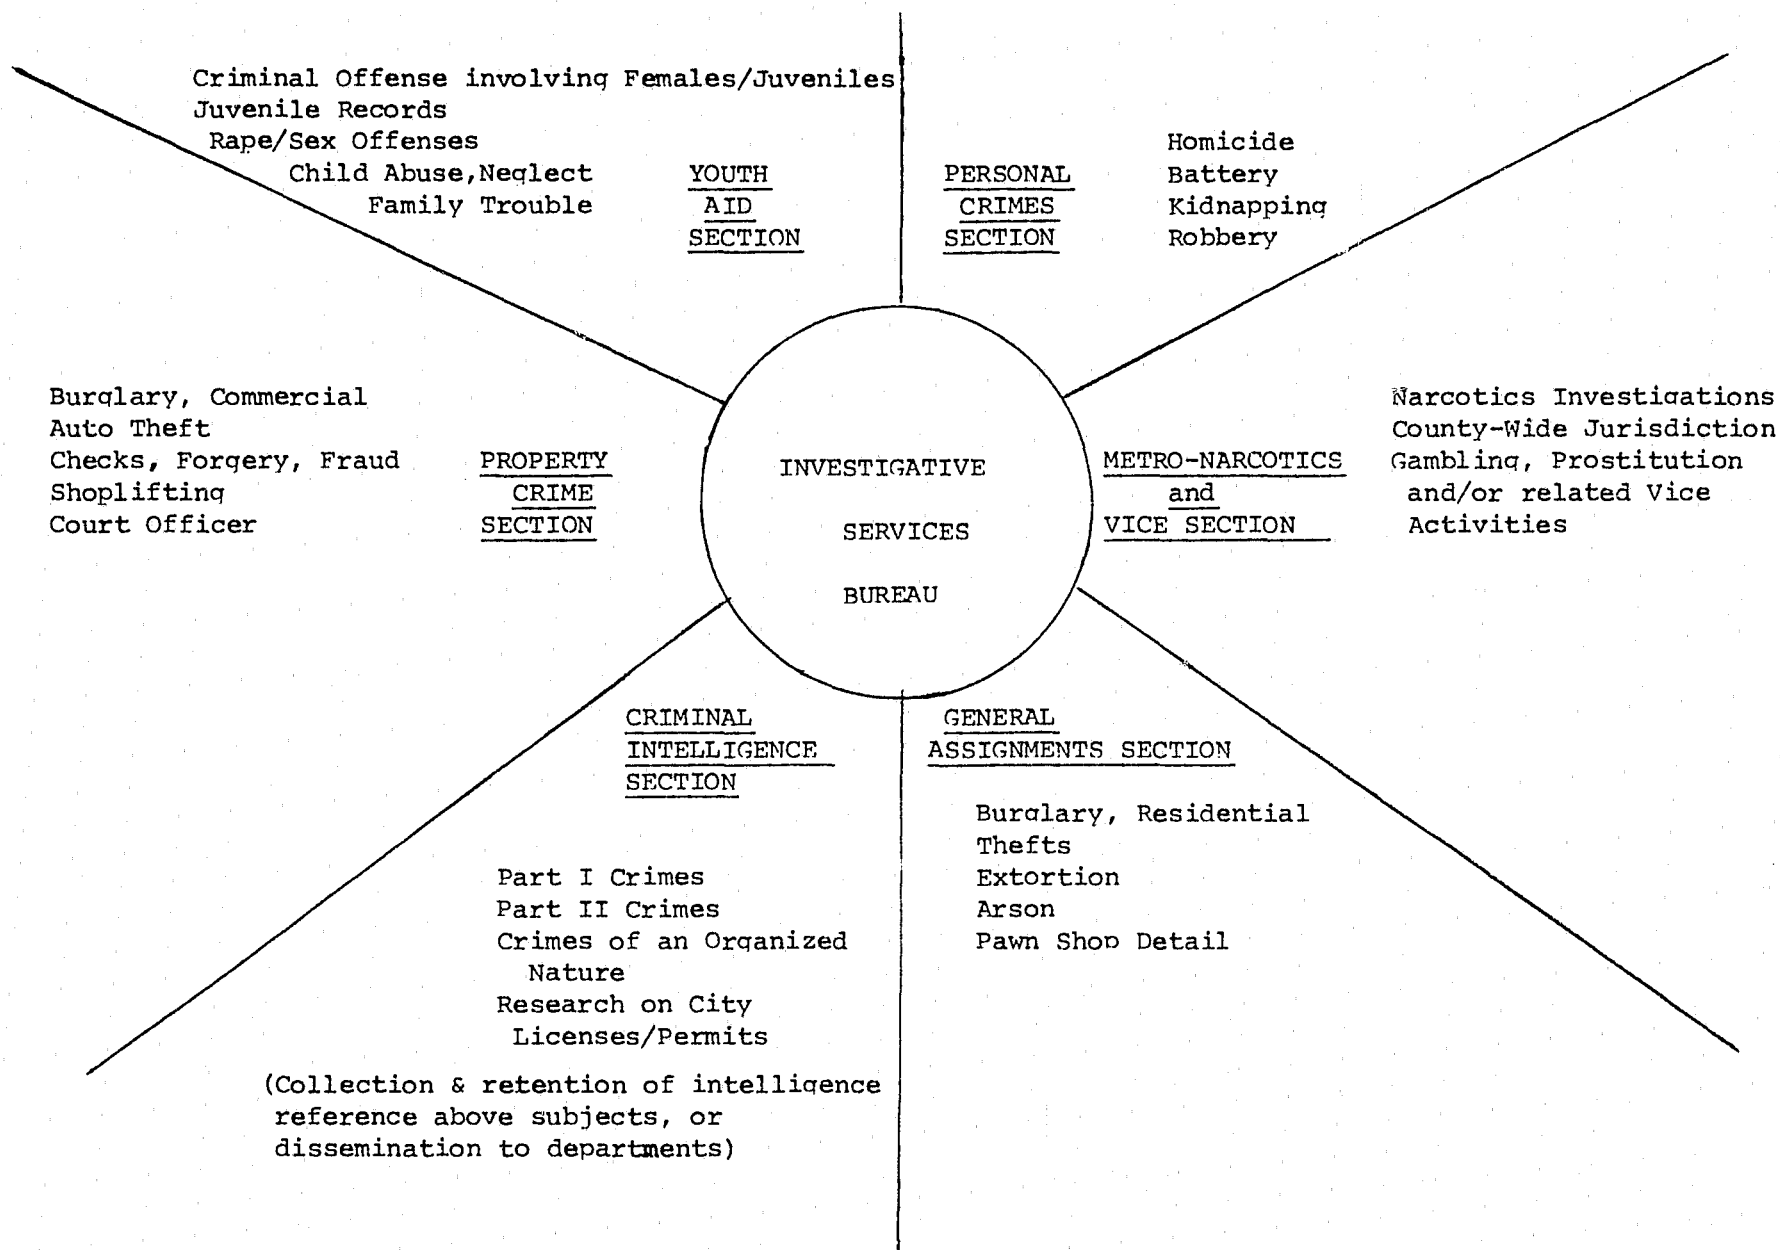 Criminal Offense involving Females/Juveniles
Juvenile Records
Rape/Sex Offenses
Child Abuse,Neglect
Family Trouble
YOUTH
AID
SECTION
PERSONAL
CRIMES
SECTION
Homicide
Battery
Kidnapping
Robbery
Burglary, Commercial
Auto Theft
Checks, Forgery, Fraud
Shoplifting
Court Officer
PROPERTY
CRIME
SECTION
INVESTIGATIVE
SERVICES
BUREAU
METRO-NARCOTICS
and
VICE SECTION
Narcotics Investigations
County-Wide Jurisdiction
Gambling, Prostitution
and/or related Vice
Activities
CRIMINAL
INTELLIGENCE
SECTION
Part I Crimes
Part II Crimes
Crimes of an Organized
Nature
Research on City
Licenses/Permits
(Collection & retention of intelligence
reference above subjects, or
dissemination to departments)
GENERAL
ASSIGNMENTS SECTION
Burglary, Residential
Thefts
Extortion
Arson
Pawn Shop Detail